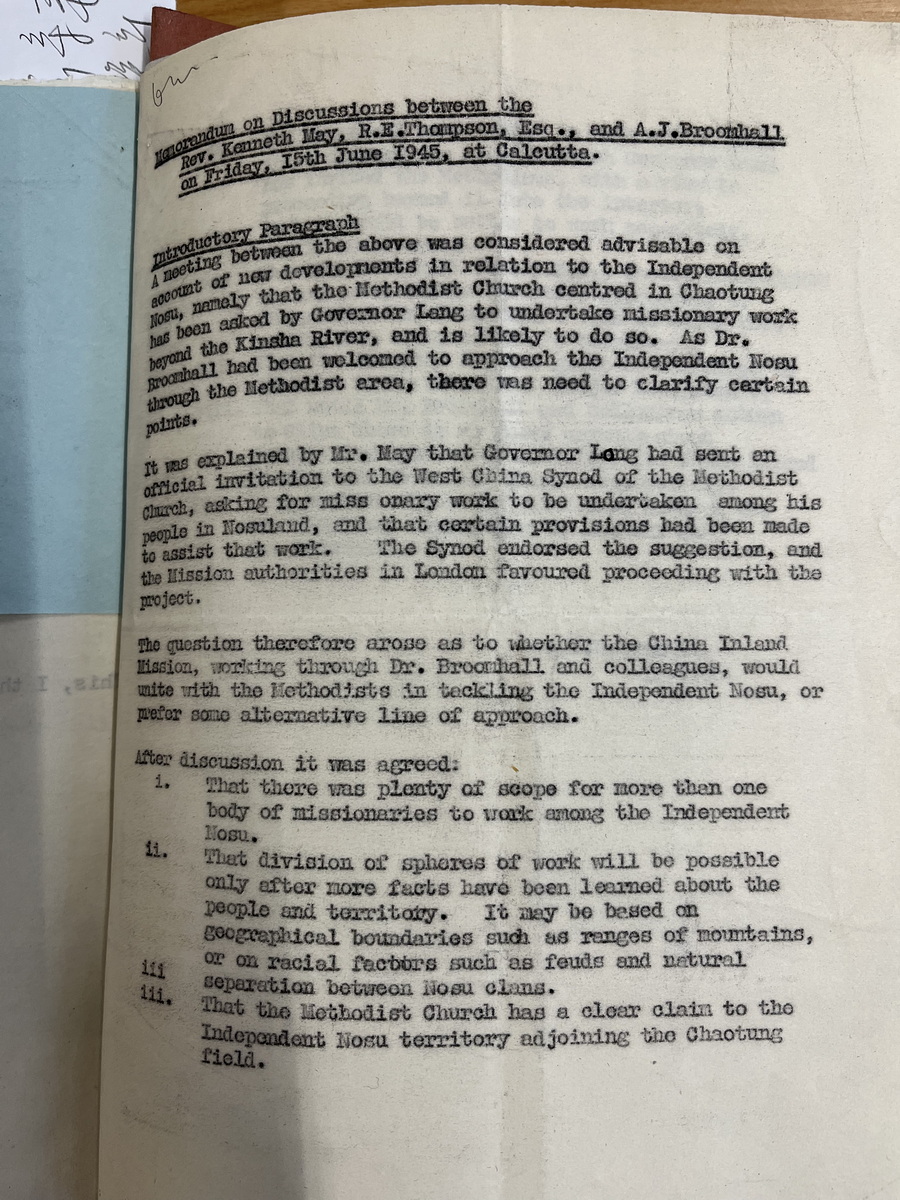 Memorandum on Discussions between the
Rev. Kenneth May, R.E.Thompson, Esq., and A.J.Broomhall
on Friday, 15th June 1945, at Calcutta.
Introductory Paragraph
A meeting between the above was considered advisable on
account of new developments in relation to the Independent
Nosu, namely that the Methodist Church centred in Chaotung
has been asked by Governor Lung to undertake missionary work
beyond the Kinsha River, and is likely to do so. As Dr.
Broomhall had been welcomed to approach the Independent Nosu
through the Methodist area, there was need to clarify certain
points.
It was explained by Mr. May that Governor Lung had sent an
official invitation to the West China Synod of the Methodist
Church, asking for miss onary work to be undertaken among his
people in Nosuland, and that certain provisions had been made
to assist that work. The Synod endorsed the suggestion, and
the Mission authorities in London favoured proceeding with the
project.
The question therefore arose as to whether the China Inland
Mission, working through Dr. Broomhall and colleagues, would
unite with the Methodists in tackling the Independent Nosu, or
prefer some alternative line of approach.
After discussion it was agreed:
i. That there was plenty of scope for more than one
body of missionaries to work among the Independent
Nosu.
ii. That division of spheres of work will be possible
only after more facts have been learned about the
people and territoty. It may be based on
geographical boundaries such as ranges of mountains,
or on racial factors such as feuds and natural
iii separation between Nosu clans.
iii. That the Methodist Church has a clear claim to the
Independent Nosu territory adjoining the Chaotung
field.